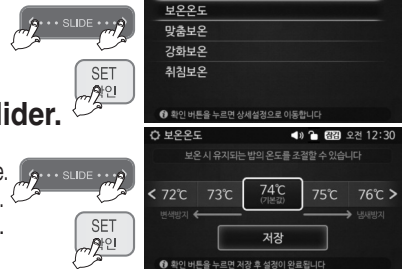 SLIDE
보온온도
맞춤보온
강화보온
취침보온
SET
확인
확인 버튼을 누르면 상세설정으로 이동합니다
lider.
보온온도 잠김 오전 12:30
보온 시 유지되는 밥의 온도를 조절할 수 있습니다
e.
SLIDE
72℃ 73℃ 74℃ 75℃ 76℃
(기본값)
변색방지 냄새방지
SET
확인
저장
확인 버튼을 누르면 저장 후 설정이 완료됩니다